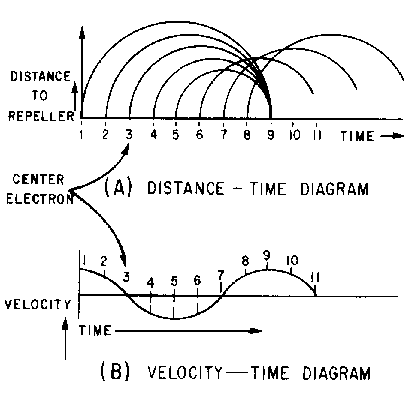 DISTANCE
TO
REPELLER
1 2 3 4 5 6 7 8 9 10 11 TIME
CENTER
ELECTRON
(A) DISTANCE - TIME DIAGRAM
1 2 3 4 5 6 7 8 9 10 11
VELOCITY
TIME
(B) VELOCITY—TIME DIAGRAM